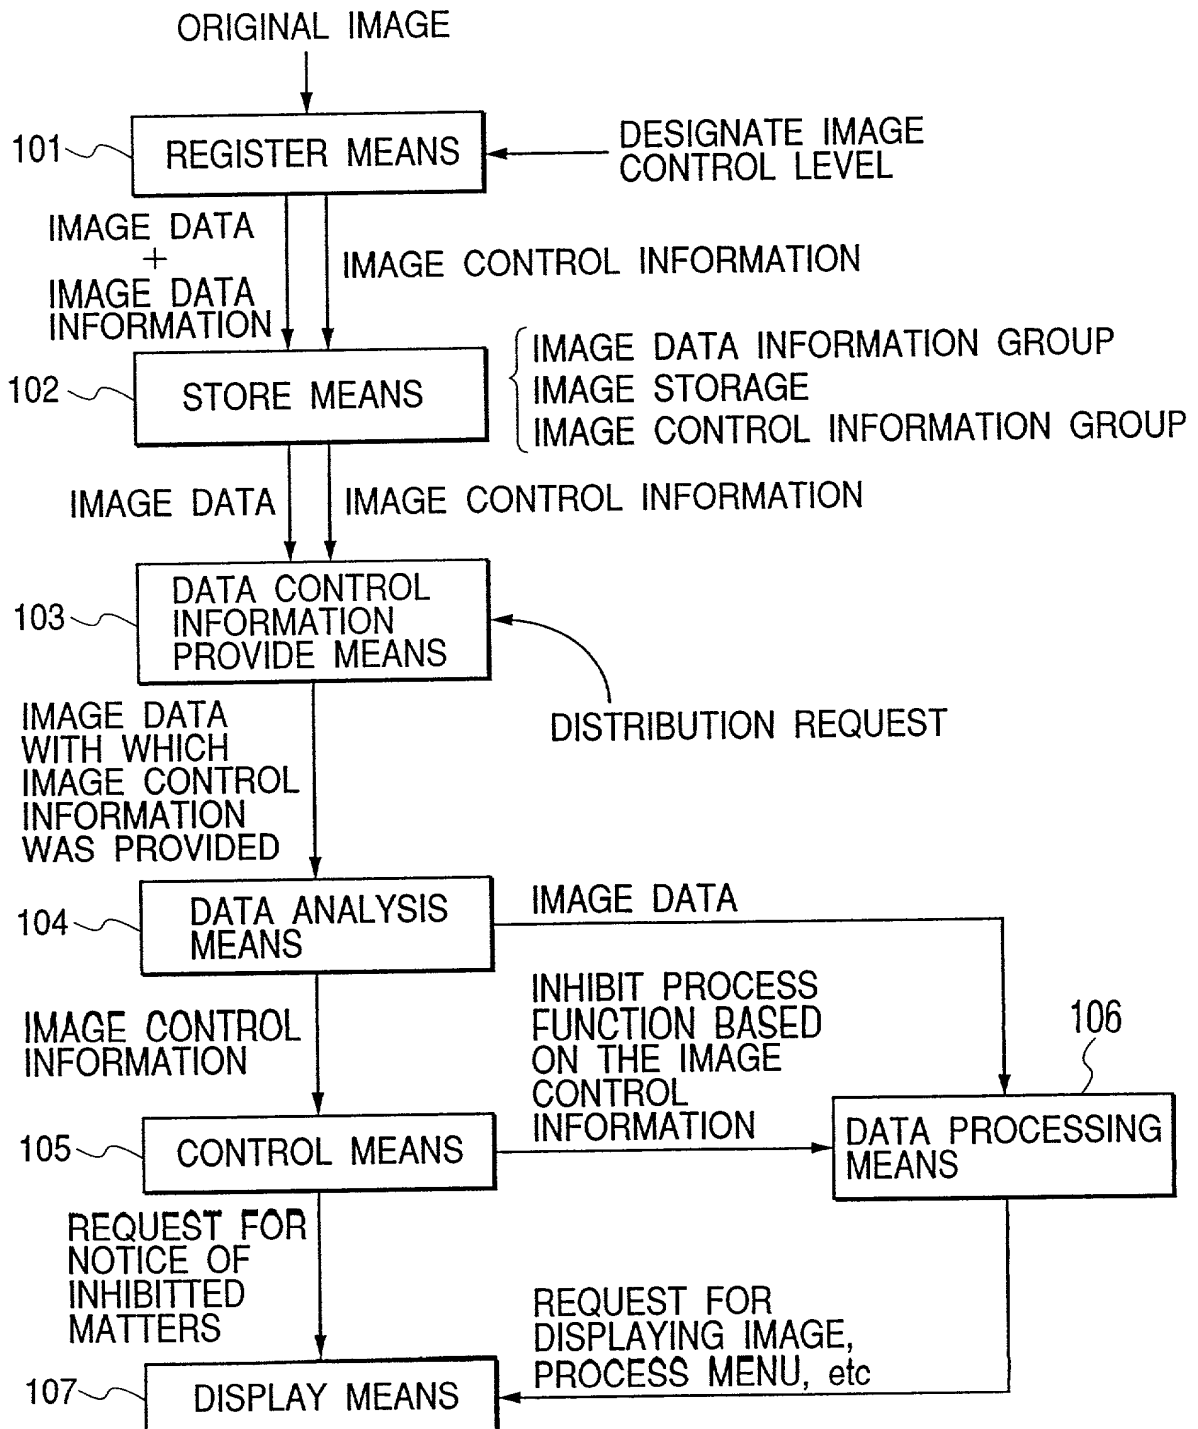 ORIGINAL IMAGE
101
REGISTER MEANS
DESIGNATE IMAGE
CONTROL LEVEL
IMAGE DATA
+
IMAGE DATA
INFORMATION
IMAGE CONTROL INFORMATION
102
STORE MEANS
IMAGE DATA INFORMATION GROUP
IMAGE STORAGE
IMAGE CONTROL INFORMATION GROUP
IMAGE DATA
IMAGE CONTROL INFORMATION
103
DATA CONTROL
INFORMATION
PROVIDE MEANS
DISTRIBUTION REQUEST
IMAGE DATA
WITH WHICH
IMAGE CONTROL
INFORMATION
WAS PROVIDED
104
DATA ANALYSIS
MEANS
IMAGE DATA
IMAGE CONTROL
INFORMATION
INHIBIT PROCESS
FUNCTION BASED
ON THE IMAGE
CONTROL
INFORMATION
106
105
CONTROL MEANS
DATA PROCESSING
MEANS
REQUEST FOR
NOTICE OF
INHIBITTED
MATTERS
REQUEST FOR
DISPLAYING IMAGE,
PROCESS MENU, etc
107
DISPLAY MEANS